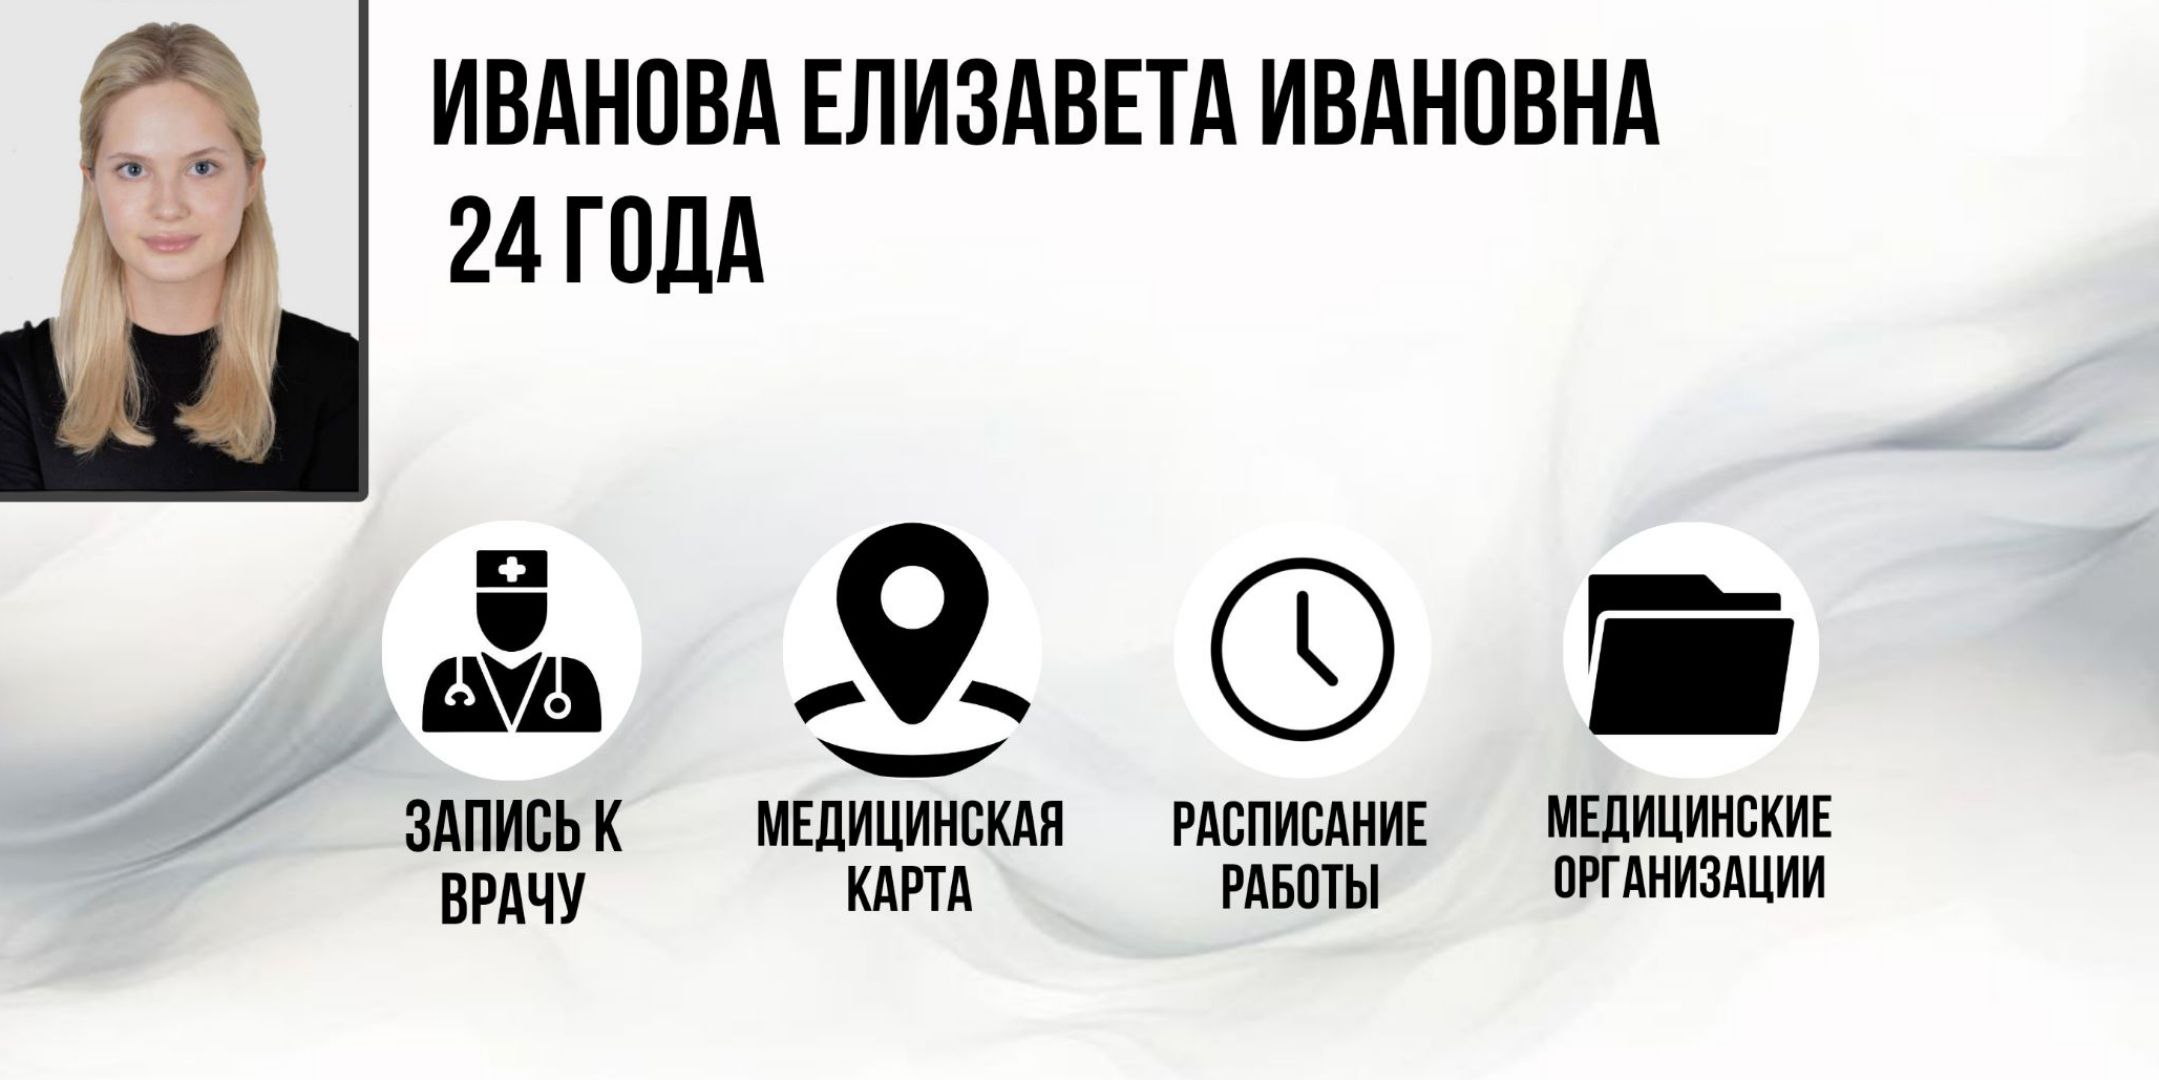 ИВАНОВА ЕЛИЗАВЕТА ИВАНОВНА
24 ГОДА
ЗАПИСЬ К
ВРАЧУ
МЕДИЦИНСКАЯ
КАРТА
РАСПИСАНИЕ
РАБОТЫ
МЕДИЦИНСКИЕ
ОРГАНИЗАЦИИ